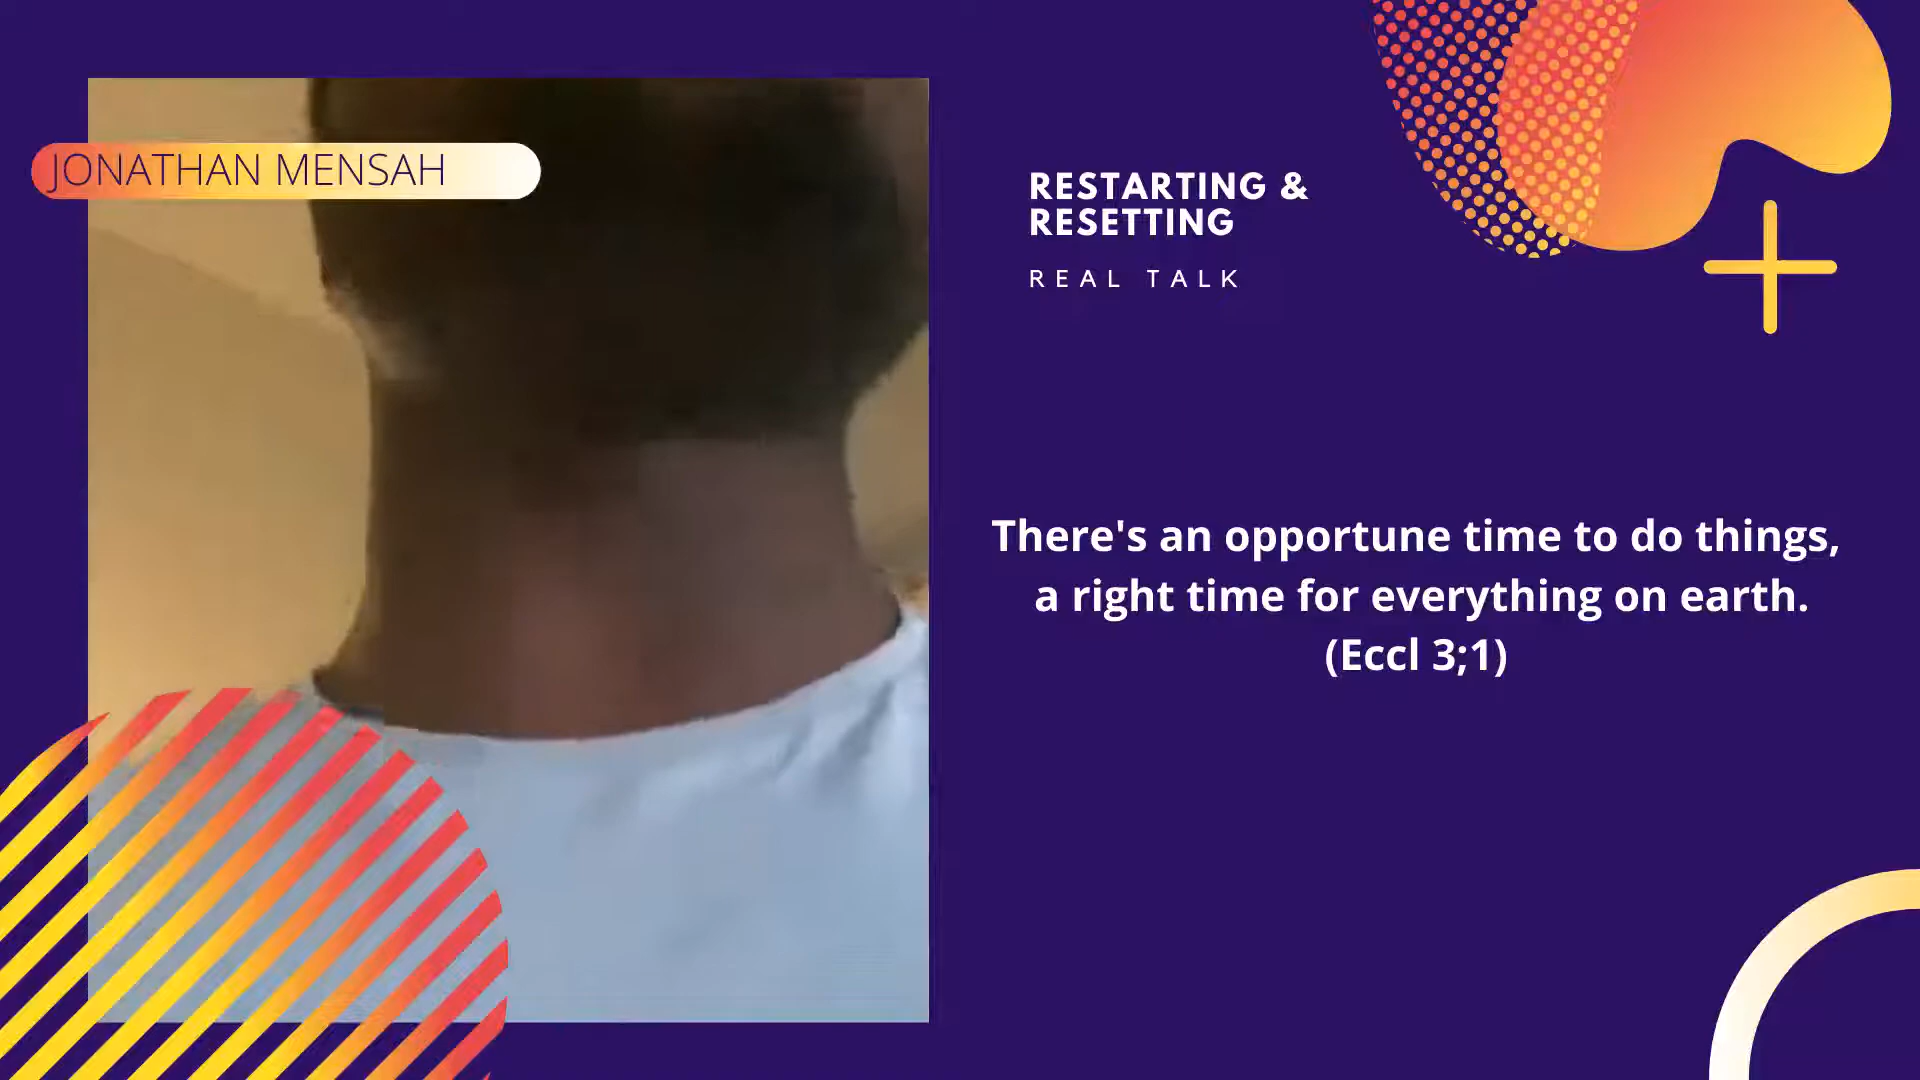 JONATHAN MENSAH
RESTARTING &
RESETTING
REAL TALK
There's an opportune time to do things,
a right time for everything on earth.
(Eccl 3;1)